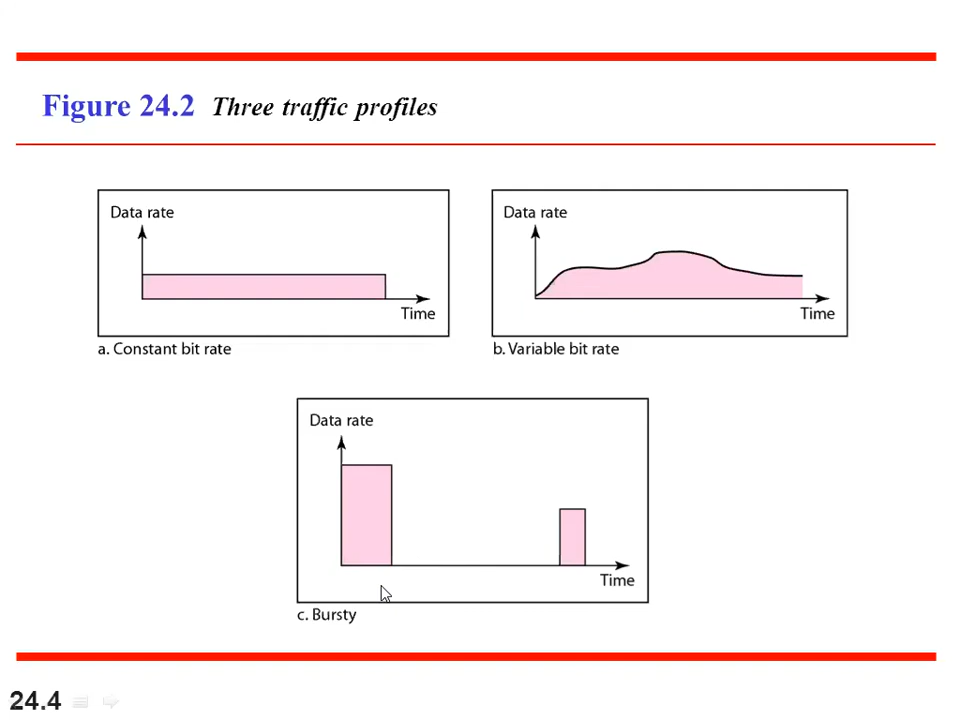 Figure 24.2 Three traffic profiles
Data rate
Time
a. Constant bit rate
Data rate
Time
b. Variable bit rate
Data rate
Time
c. Bursty
24.4